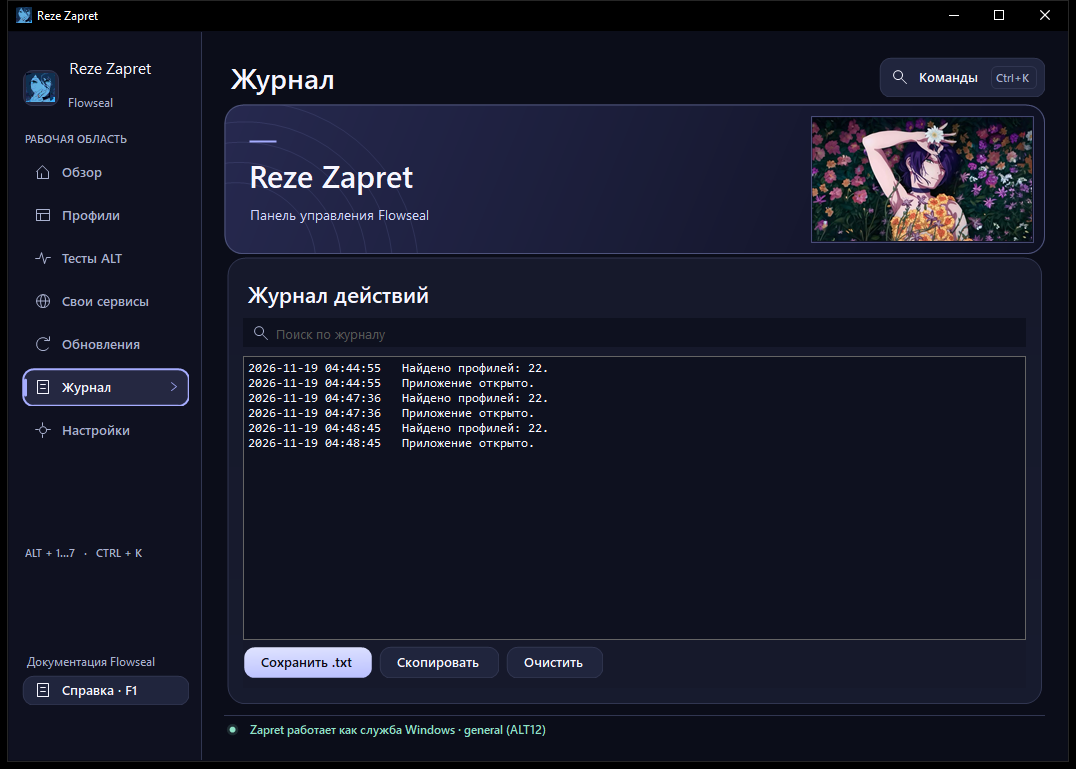 Reze Zapret
Reze Zapret
Flowseal
РАБОЧАЯ ОБЛАСТЬ
Обзор
Профили
Тесты ALT
Свои сервисы
Обновления
Журнал
Настройки
ALT + 1...7 · CTRL + K
Документация Flowseal
Справка · F1
Журнал
Команды Ctrl+K
Reze Zapret
Панель управления Flowseal
Журнал действий
Поиск по журналу
2026-11-19 04:44:55 Найдено профилей: 22.
2026-11-19 04:44:55 Приложение открыто.
2026-11-19 04:47:36 Найдено профилей: 22.
2026-11-19 04:47:36 Приложение открыто.
2026-11-19 04:48:45 Найдено профилей: 22.
2026-11-19 04:48:45 Приложение открыто.
Сохранить .txt Скопировать Очистить
Zapret работает как служба Windows · general (ALT12)